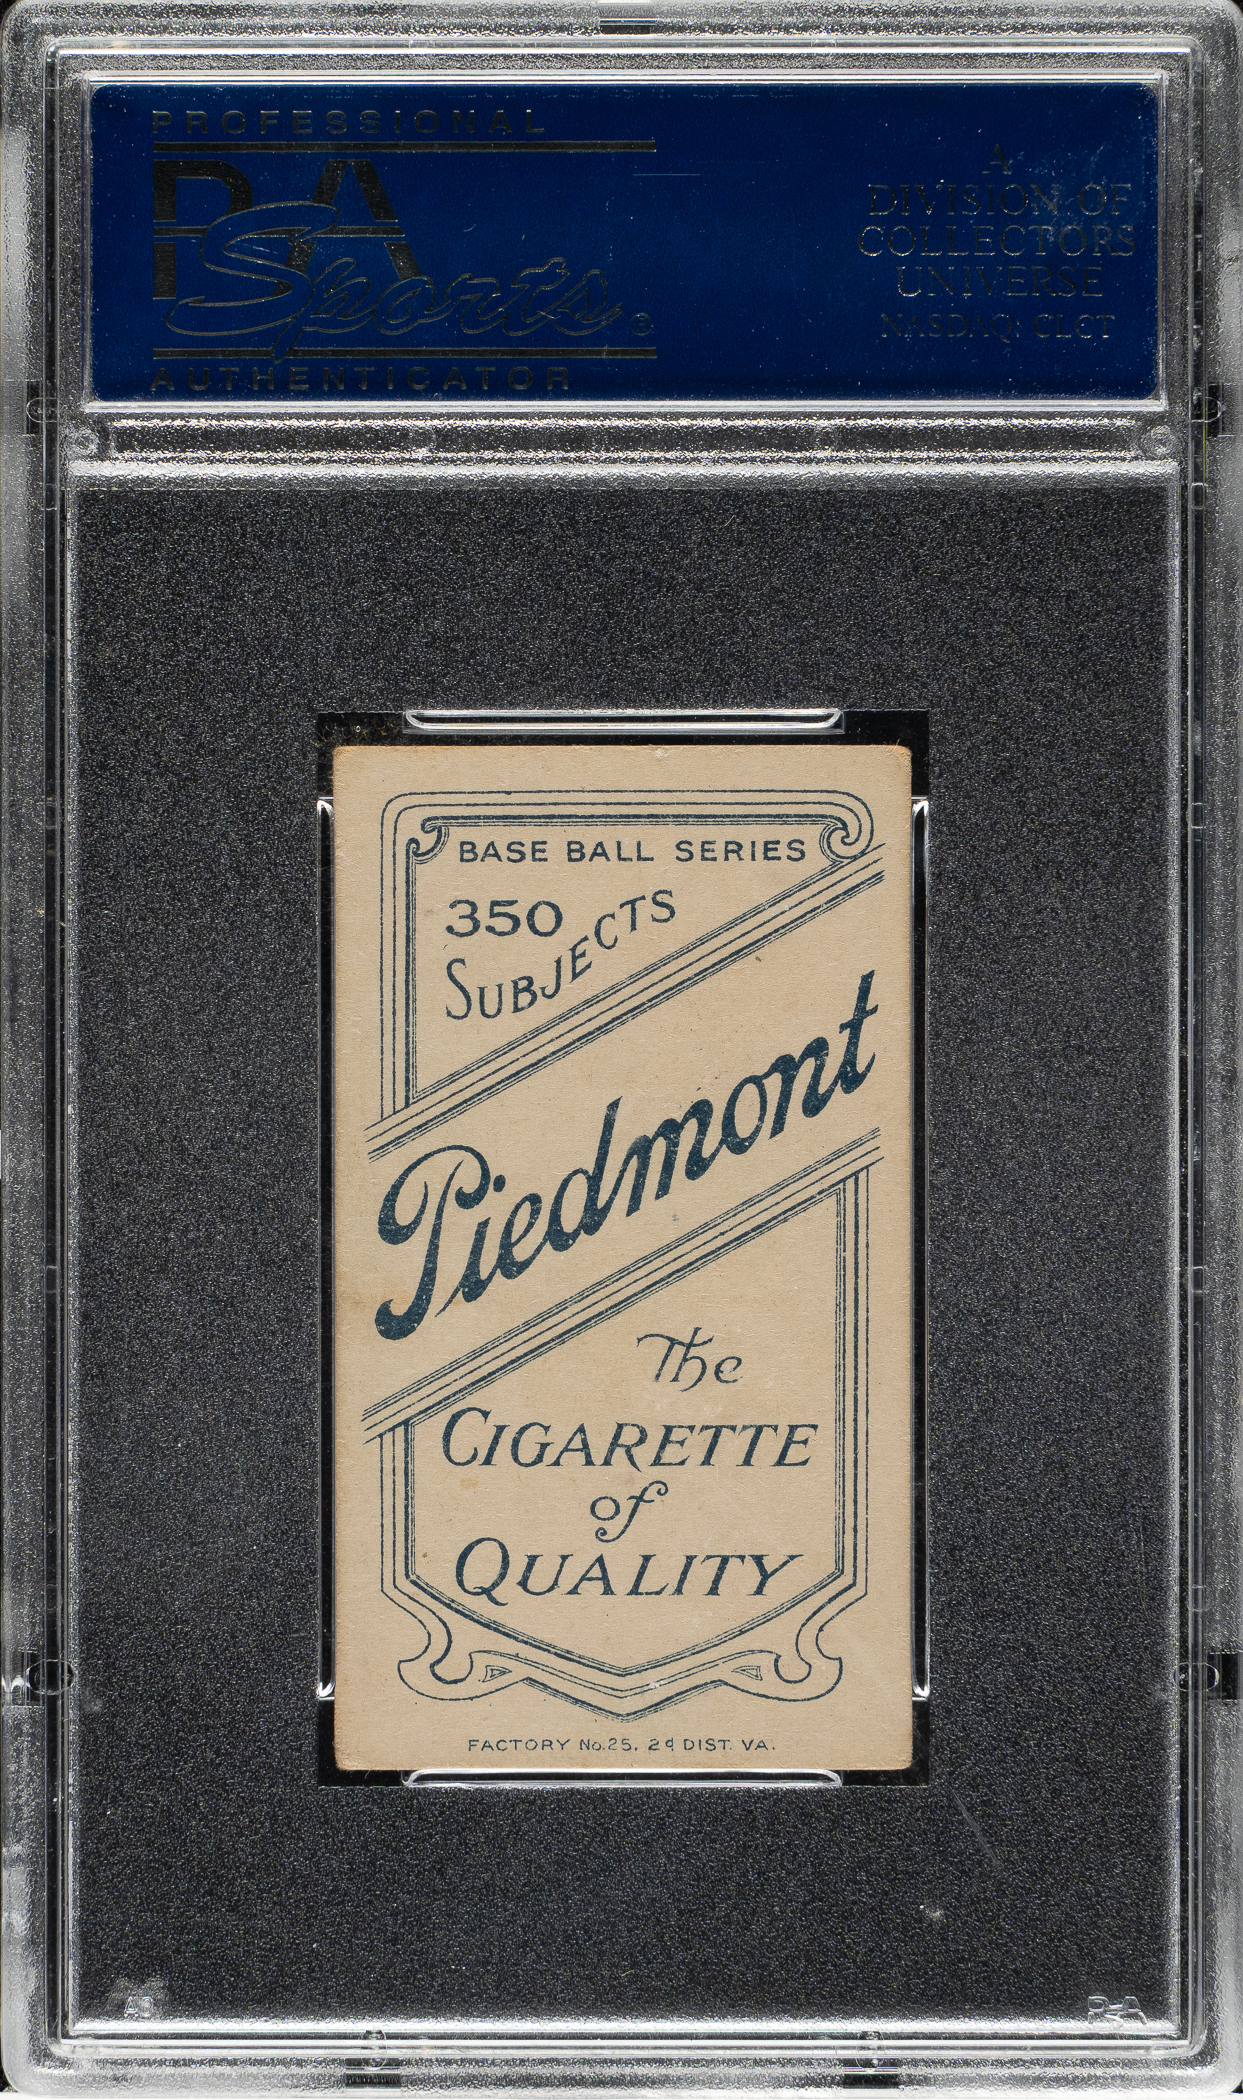 PROFESSIONAL
PSA
Sports®
AUTHENTICATOR
A
DIVISION OF
COLLECTORS
UNIVERSE
NASDAQ: CLCT
BASE BALL SERIES
350
SUBJECTS
Piedmont
The
CIGARETTE
of
QUALITY
FACTORY No. 25. 2d DIST. VA.
PSA